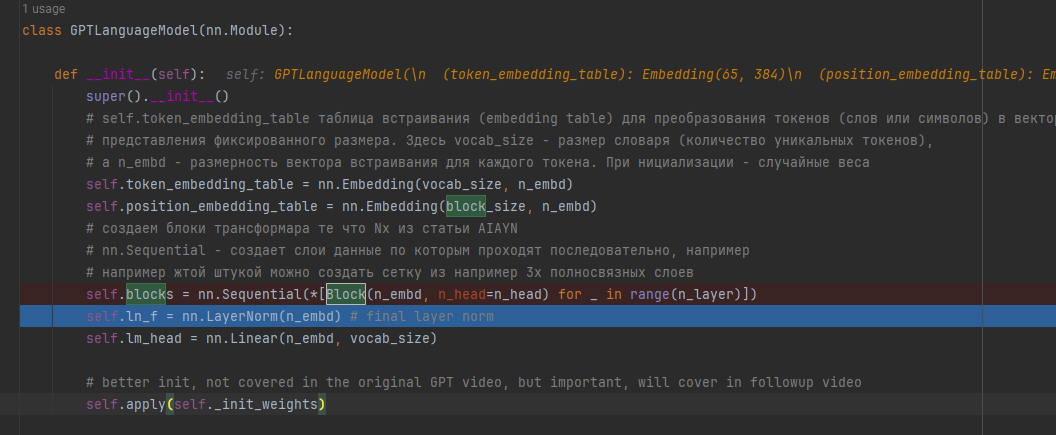 1 usage
class GPTLanguageModel(nn.Module):
def __init__(self):   self: GPTLanguageModel(\n  (token_embedding_table): Embedding(65, 384)\n  (position_embedding_table): Em
super().__init__()
# self.token_embedding_table таблица встраивания (embedding table) для преобразования токенов (слов или символов) в вектор
# представления фиксированного размера. Здесь vocab_size - размер словаря (количество уникальных токенов),
# а n_embd - размерность вектора встраивания для каждого токена. При нициализации - случайные веса
self.token_embedding_table = nn.Embedding(vocab_size, n_embd)
self.position_embedding_table = nn.Embedding(block_size, n_embd)
# создаем блоки трансформара те что Nx из статьи AIAYN
# nn.Sequential - создает слои данные по которым проходят последовательно, например
# например жтой штукой можно создать сетку из например 3х полносвязных слоев
self.blocks = nn.Sequential(*[Block(n_embd, n_head=n_head) for _ in range(n_layer)])
self.ln_f = nn.LayerNorm(n_embd) # final layer norm
self.lm_head = nn.Linear(n_embd, vocab_size)
# better init, not covered in the original GPT video, but important, will cover in followup video
self.apply(self._init_weights)